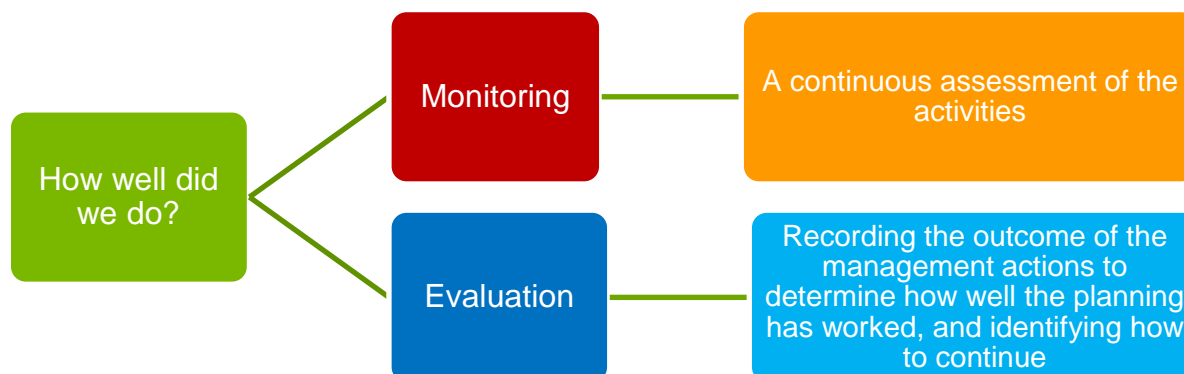 How well did
we do?
Monitoring
A continuous assessment of the
activities
Evaluation
Recording the outcome of the
management actions to
determine how well the planning
has worked, and identifying how
to continue